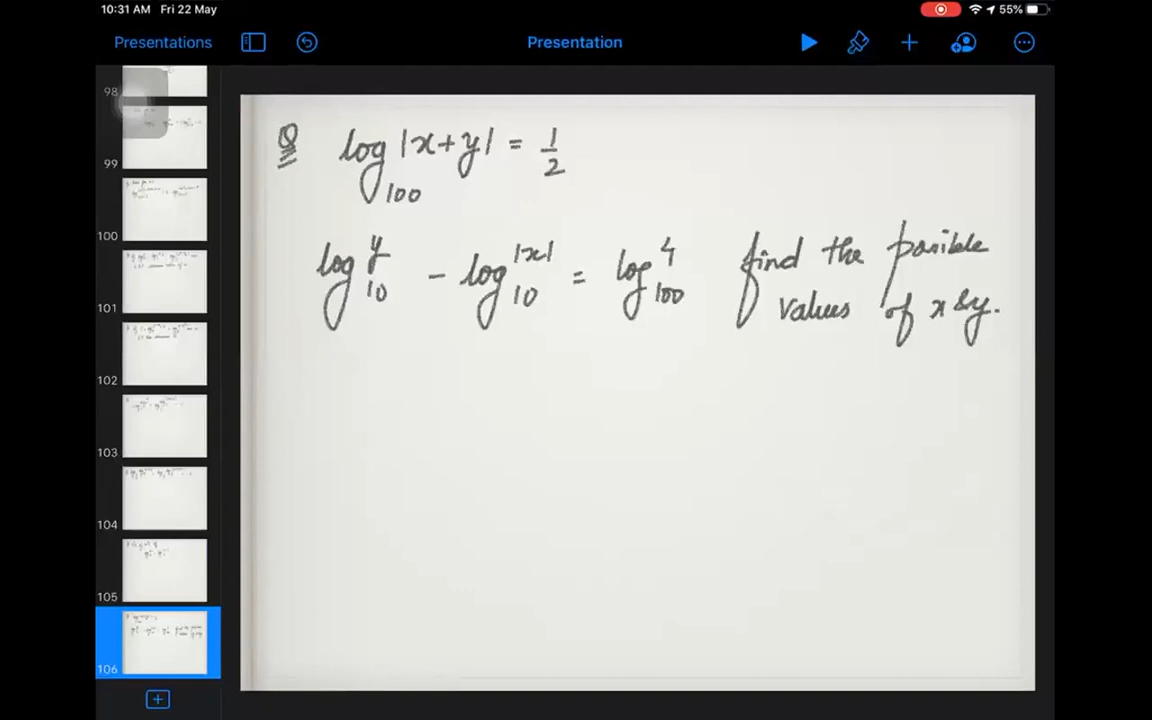 10:31 AM Fri 22 May
55%
Presentations
Presentation
98
99
100
101
102
103
104
105
106
Q log₁₀₀ |x+y| = 1/2
log₁₀ y - log₁₀ |x| = log₁₀₀ 4 find the possible
values of x & y.